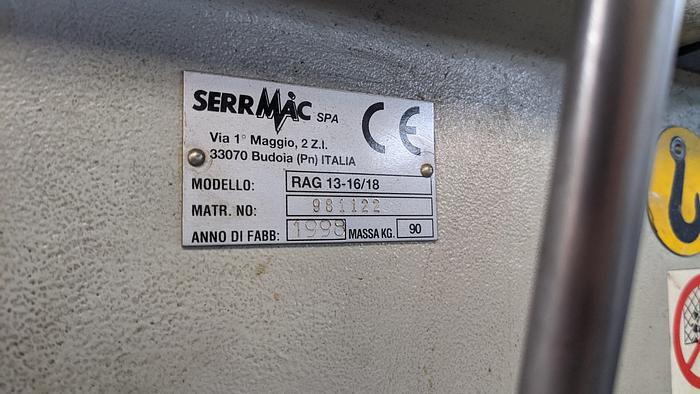 SERRMÀC SPA
CE
Via 1° Maggio, 2 Z.I.
33070 Budoia (Pn) ITALIA
MODELLO: RAG 13-16/18
MATR. NO: 981122
ANNO DI FABB: 1998 MASSA KG. 90